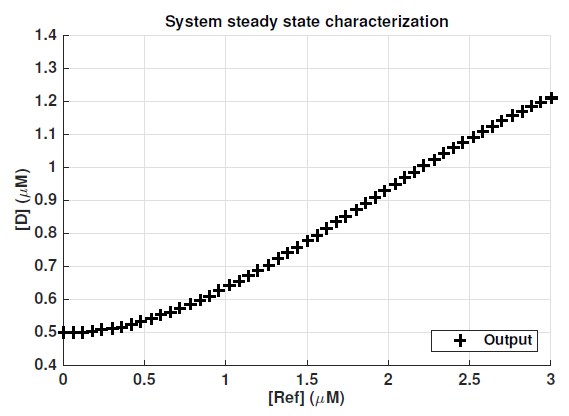 System steady state characterization
1.4
1.3
1.2
1.1
1
0.9
0.8
0.7
0.6
0.5
0.4
[D] (μM)
Output
0 0.5 1 1.5 2 2.5 3
[Ref] (μM)